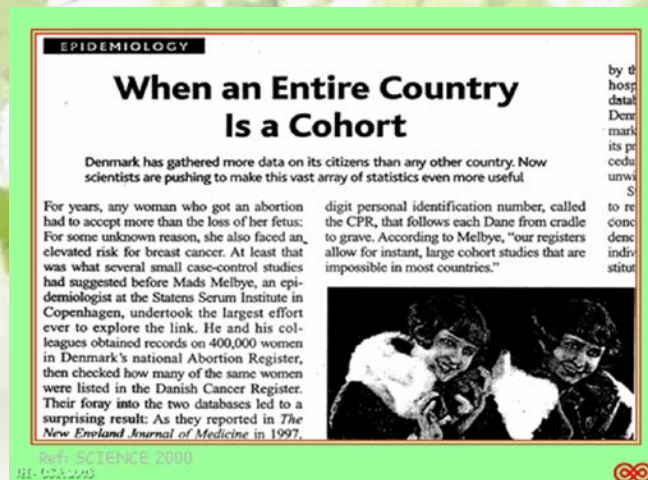 EPIDEMIOLOGY
When an Entire Country
Is a Cohort
Denmark has gathered more data on its citizens than any other country. Now
scientists are pushing to make this vast array of statistics even more useful
For years, any woman who got an abortion
had to accept more than the loss of her fetus:
For some unknown reason, she also faced an
elevated risk for breast cancer. At least that
was what several small case-control studies
had suggested before Mads Melbye, an epi-
demiologist at the Statens Serum Institute in
Copenhagen, undertook the largest effort
ever to explore the link. He and his col-
leagues obtained records on 400,000 women
in Denmark's national Abortion Register,
then checked how many of the same women
were listed in the Danish Cancer Register.
Their foray into the two databases led to a
surprising result: As they reported in The
New England Journal of Medicine in 1997,
digit personal identification number, called
the CPR, that follows each Dane from cradle
to grave. According to Melbye, “our registers
allow for instant, large cohort studies that are
impossible in most countries.”
by th
hosp
datab
Denr
mark
its pr
cedu
unwi
S
to re
conc
denc
indiv
stitut
Ref: SCIENCE 2000